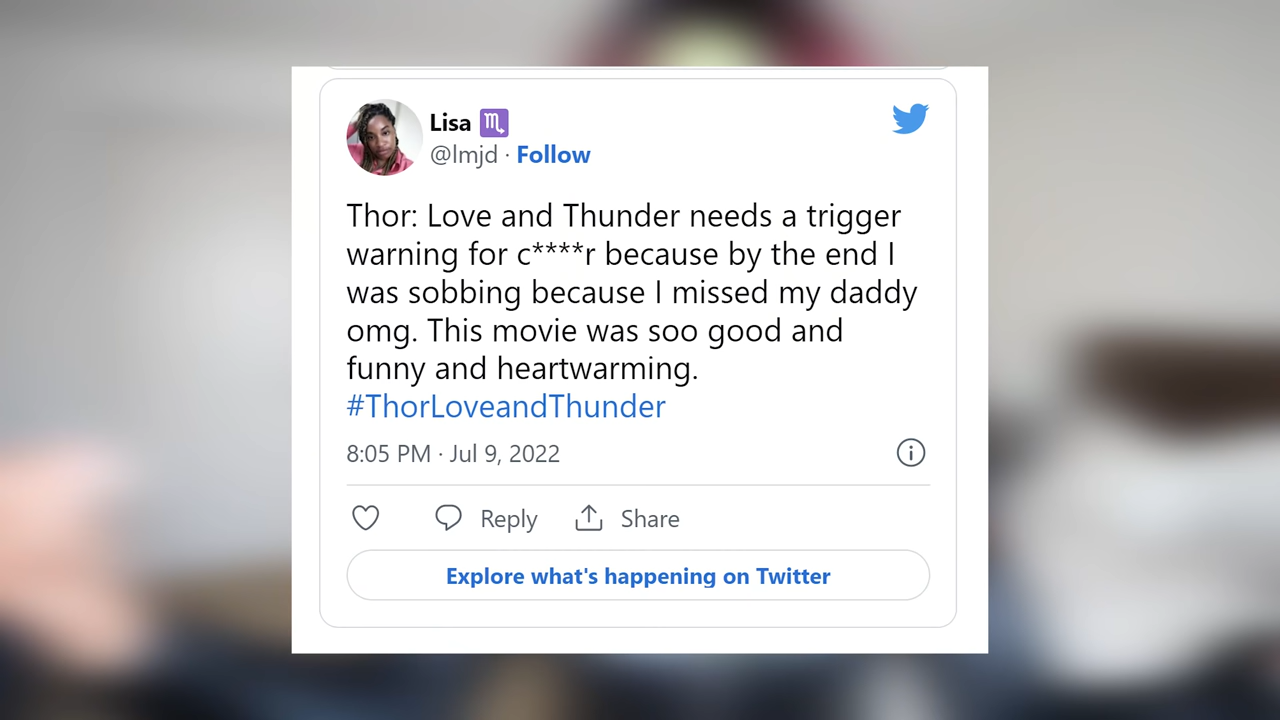 Lisa ♏
@lmjd · Follow
Thor: Love and Thunder needs a trigger
warning for c****r because by the end I
was sobbing because I missed my daddy
omg. This movie was soo good and
funny and heartwarming.
#ThorLoveandThunder
8:05 PM · Jul 9, 2022
Reply Share
Explore what's happening on Twitter